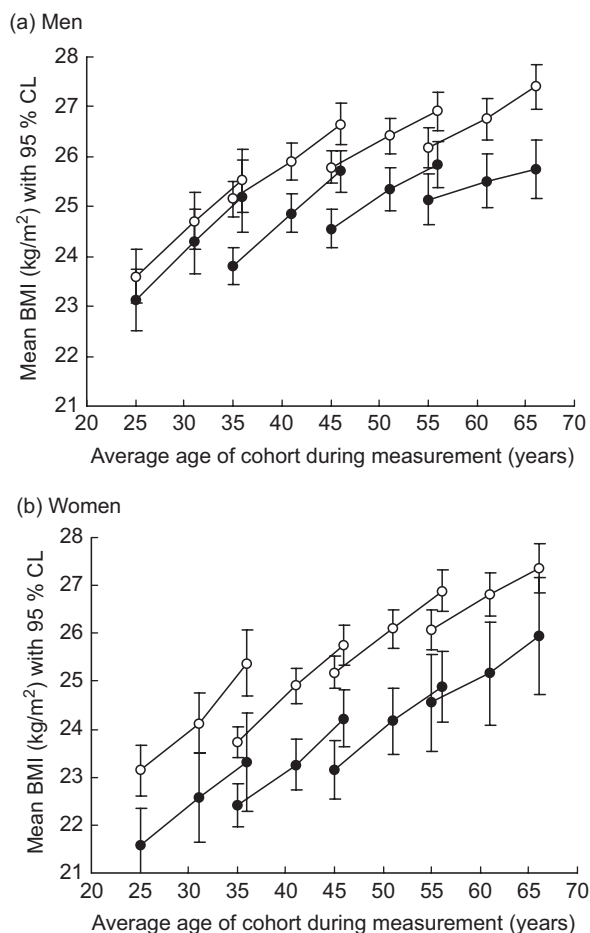 (a) Men
28
27
26
25
24
23
22
21
Mean BMI (kg/m²) with 95 % CL
20 25 30 35 40 45 50 55 60 65 70
Average age of cohort during measurement (years)
(b) Women
28
27
26
25
24
23
22
21
Mean BMI (kg/m²) with 95 % CL
20 25 30 35 40 45 50 55 60 65 70
Average age of cohort during measurement (years)